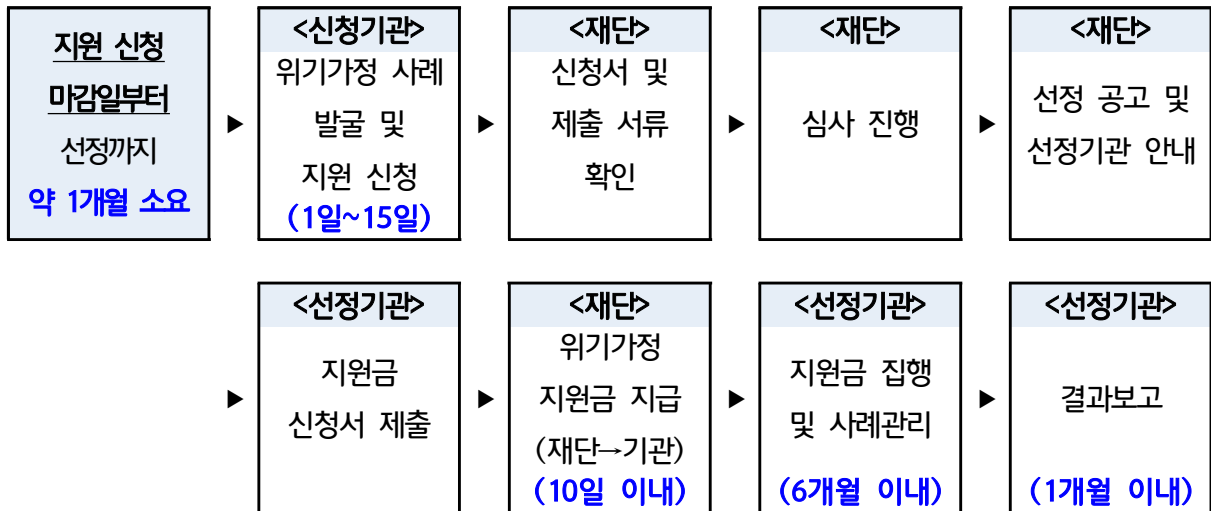 지원 신청
마감일부터
선정까지
약 1개월 소요
▶
<신청기관>
위기가정 사례
발굴 및
지원 신청
(1일~15일)
▶
<재단>
신청서 및
제출 서류
확인
▶
<재단>
심사 진행
▶
<재단>
선정 공고 및
선정기관 안내
▶
<선정기관>
지원금
신청서 제출
▶
<재단>
위기가정
지원금 지급
(재단→기관)
(10일 이내)
▶
<선정기관>
지원금 집행
및 사례관리
(6개월 이내)
▶
<선정기관>
결과보고
(1개월 이내)